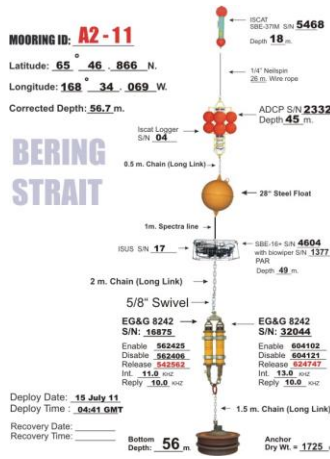 MOORING ID: A2 - 11
Latitude: 65 ° 46 . 866 N.
Longitude: 168 ° 34 . 069 W.
Corrected Depth: 56.7 m.
BERING
STRAIT
ISCAT
SBE-37IM S/N 5468
Depth 18 m.
1/4" Neilspin
26 m. Wire rope
ADCP S/N 2332
Depth 45 m.
Iscat Logger
S/N 04
0.5 m. Chain (Long Link)
28" Steel Float
1m. Spectra line
ISUS S/N 17
SBE-16+ S/N 4604
with biowiper S/N 1377
PAR
Depth 49 m.
2 m. Chain (Long Link)
5/8" Swivel
EG&G 8242
S/N: 16875
Enable 562425
Disable 562406
Release 542562
Int. 11.0 KHZ
Reply 10.0 KHZ
EG&G 8242
S/N: 32044
Enable 604102
Disable 604121
Release 624747
Int. 13.0 KHZ
Reply 10.0 KHZ
Deploy Date: 15 July 11
Deploy Time : 04:41 GMT
Recovery Date:
Recovery Time:
1.5 m. Chain (Long Link)
Bottom
Depth: 56 m.
Anchor
Dry Wt. = 1725